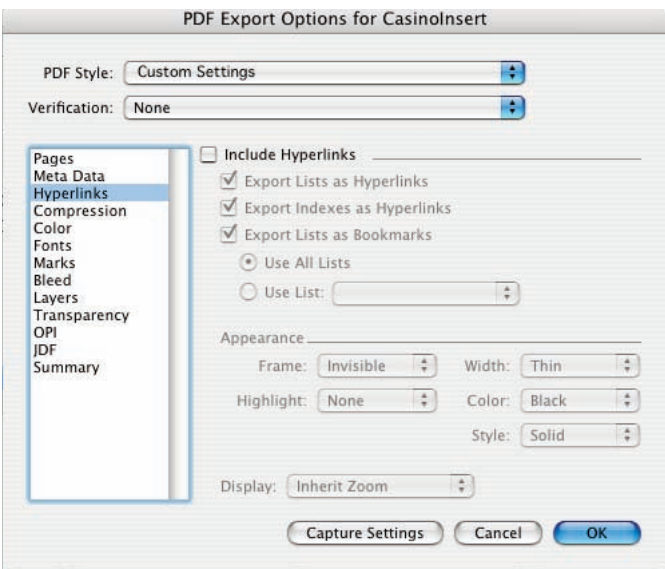 PDF Export Options for CasinoInsert
PDF Style: Custom Settings
Verification: None
Pages
Meta Data
Hyperlinks
Compression
Color
Fonts
Marks
Bleed
Layers
Transparency
OPI
JDF
Summary
Include Hyperlinks
Export Lists as Hyperlinks
Export Indexes as Hyperlinks
Export Lists as Bookmarks
Use All Lists
Use List:
Appearance
Frame: Invisible Width: Thin
Highlight: None Color: Black
Style: Solid
Display: Inherit Zoom
Capture Settings Cancel OK